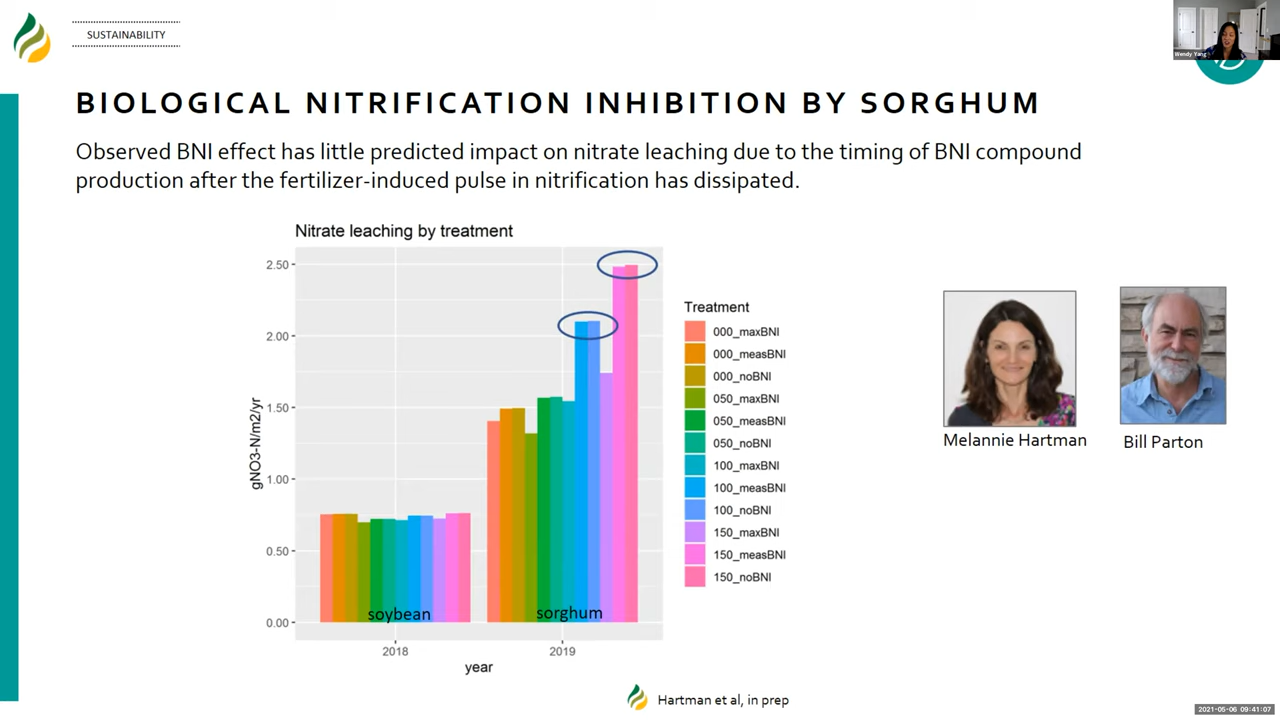 SUSTAINABILITY
Wendy Yang
BIOLOGICAL NITRIFICATION INHIBITION BY SORGHUM
Observed BNI effect has little predicted impact on nitrate leaching due to the timing of BNI compound
production after the fertilizer-induced pulse in nitrification has dissipated.
Nitrate leaching by treatment
2.50
2.00
1.50
1.00
0.50
0.00
gNO3-N/m2/yr
soybean
sorghum
2018
2019
year
Treatment
000_maxBNI
000_measBNI
000_noBNI
050_maxBNI
050_measBNI
050_noBNI
100_maxBNI
100_measBNI
100_noBNI
150_maxBNI
150_measBNI
150_noBNI
Melannie Hartman
Bill Parton
Hartman et al, in prep
2021-05-06 09:41:07